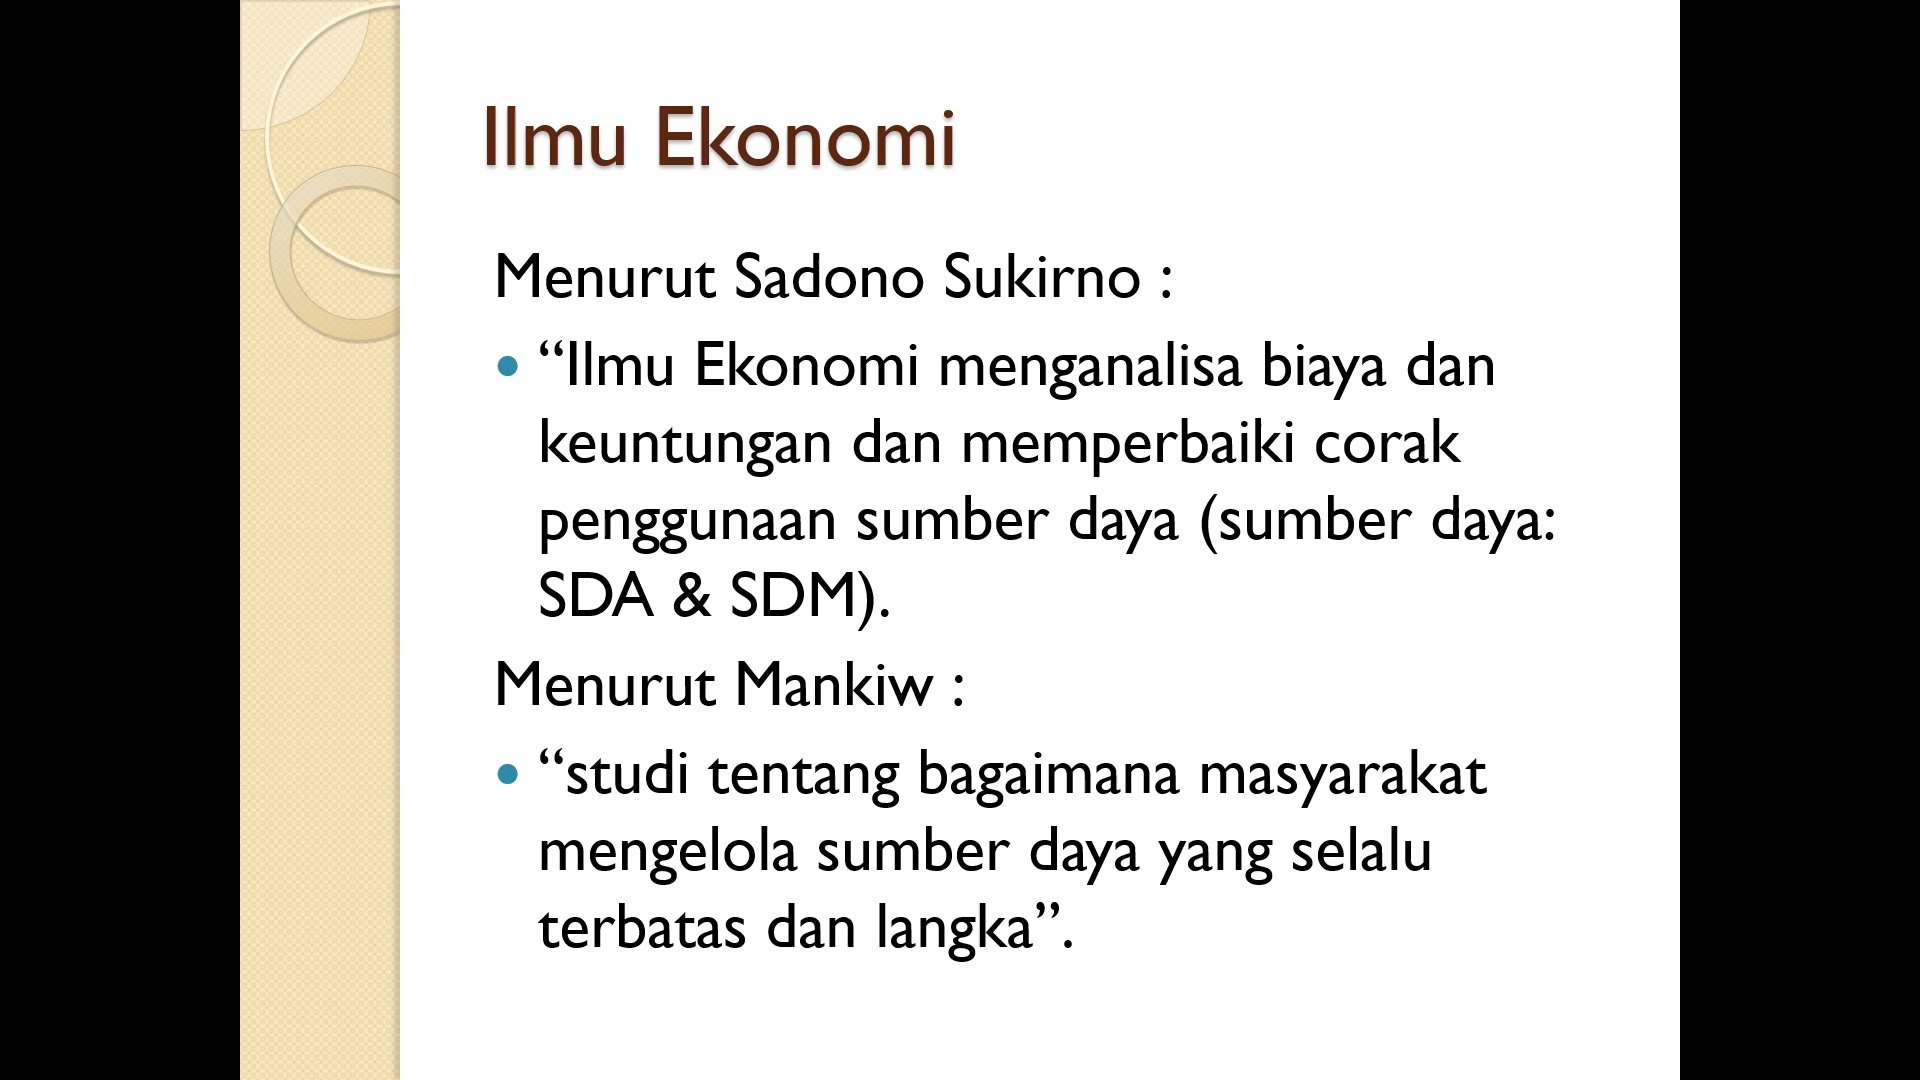 Ilmu Ekonomi
Menurut Sadono Sukirno :
• “Ilmu Ekonomi menganalisa biaya dan
keuntungan dan memperbaiki corak
penggunaan sumber daya (sumber daya:
SDA & SDM).
Menurut Mankiw :
• “studi tentang bagaimana masyarakat
mengelola sumber daya yang selalu
terbatas dan langka”.